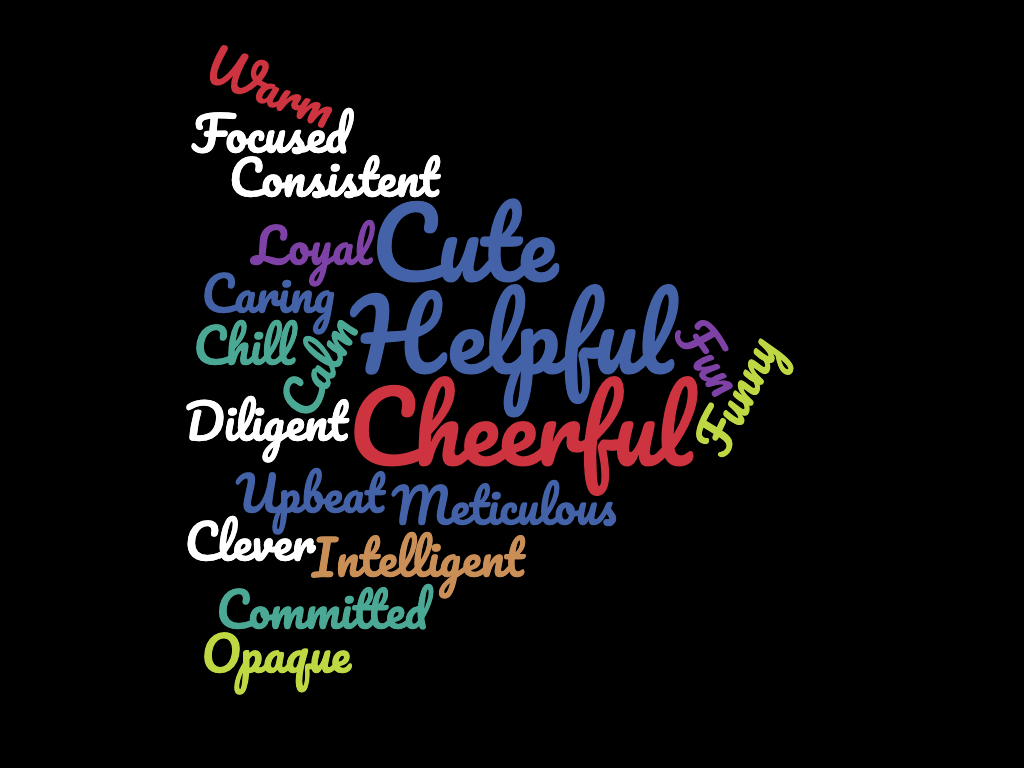 Warm
Focused
Consistent
Loyal
Cute
Caring
Helpful
Chill
Calm
Fun
Funny
Diligent
Cheerful
Upbeat
Meticulous
Clever
Intelligent
Committed
Opaque